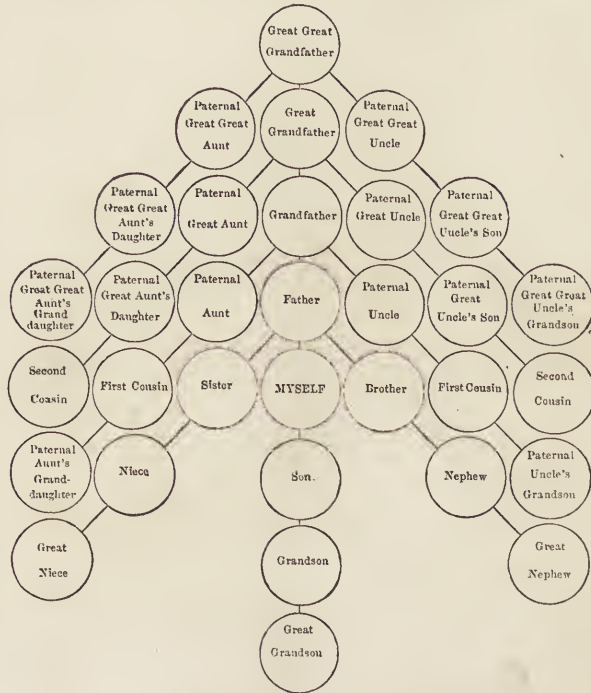 Great Great
Grandfather
Paternal
Great Great
Aunt
Great
Grandfather
Paternal
Great Great
Uncle
Paternal
Great Great
Aunt's
Daughter
Paternal
Great Aunt
Grandfather
Paternal
Great Uncle
Paternal
Great Great
Uncle's Son
Paternal
Great Great
Aunt's
Grand
daughter
Paternal
Great Aunt's
Daughter
Paternal
Aunt
Father
Paternal
Uncle
Paternal
Great
Uncle's Son
Paternal
Great Great
Uncle's
Grandson
Second
Cousin
First Cousin
Sister
MYSELF
Brother
First Cousin
Second
Cousin
Paternal
Aunt's
Grand-
daughter
Niece
Son.
Nephew
Paternal
Uncle's
Grandson
Great
Niece
Grandson
Great
Nephew
Great
Grandson